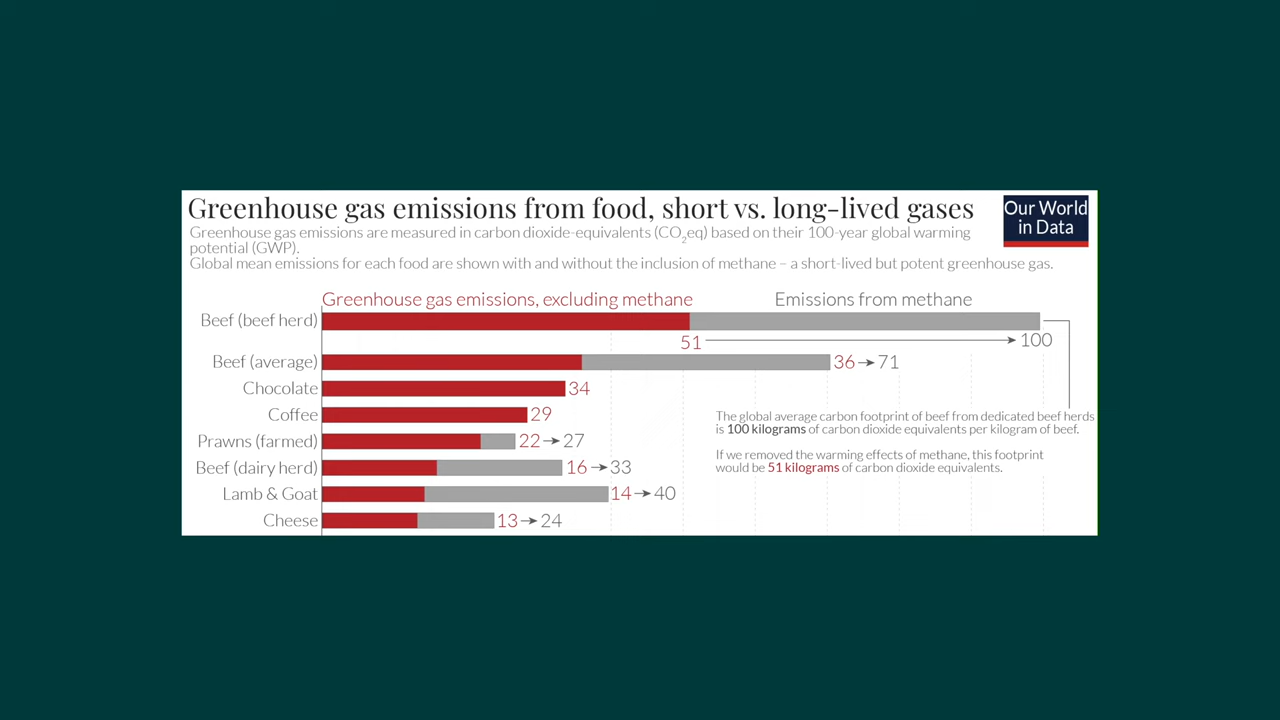 Greenhouse gas emissions from food, short vs. long-lived gases
Our World
in Data
Greenhouse gas emissions are measured in carbon dioxide-equivalents (CO2eq) based on their 100-year global warming
potential (GWP).
Global mean emissions for each food are shown with and without the inclusion of methane – a short-lived but potent greenhouse gas.
Greenhouse gas emissions, excluding methane
Emissions from methane
Beef (beef herd)
51 → 100
Beef (average) 36 → 71
Chocolate 34
Coffee 29
Prawns (farmed) 22 → 27
Beef (dairy herd) 16 → 33
Lamb & Goat 14 → 40
Cheese 13 → 24
The global average carbon footprint of beef from dedicated beef herds
is 100 kilograms of carbon dioxide equivalents per kilogram of beef.
If we removed the warming effects of methane, this footprint
would be 51 kilograms of carbon dioxide equivalents.